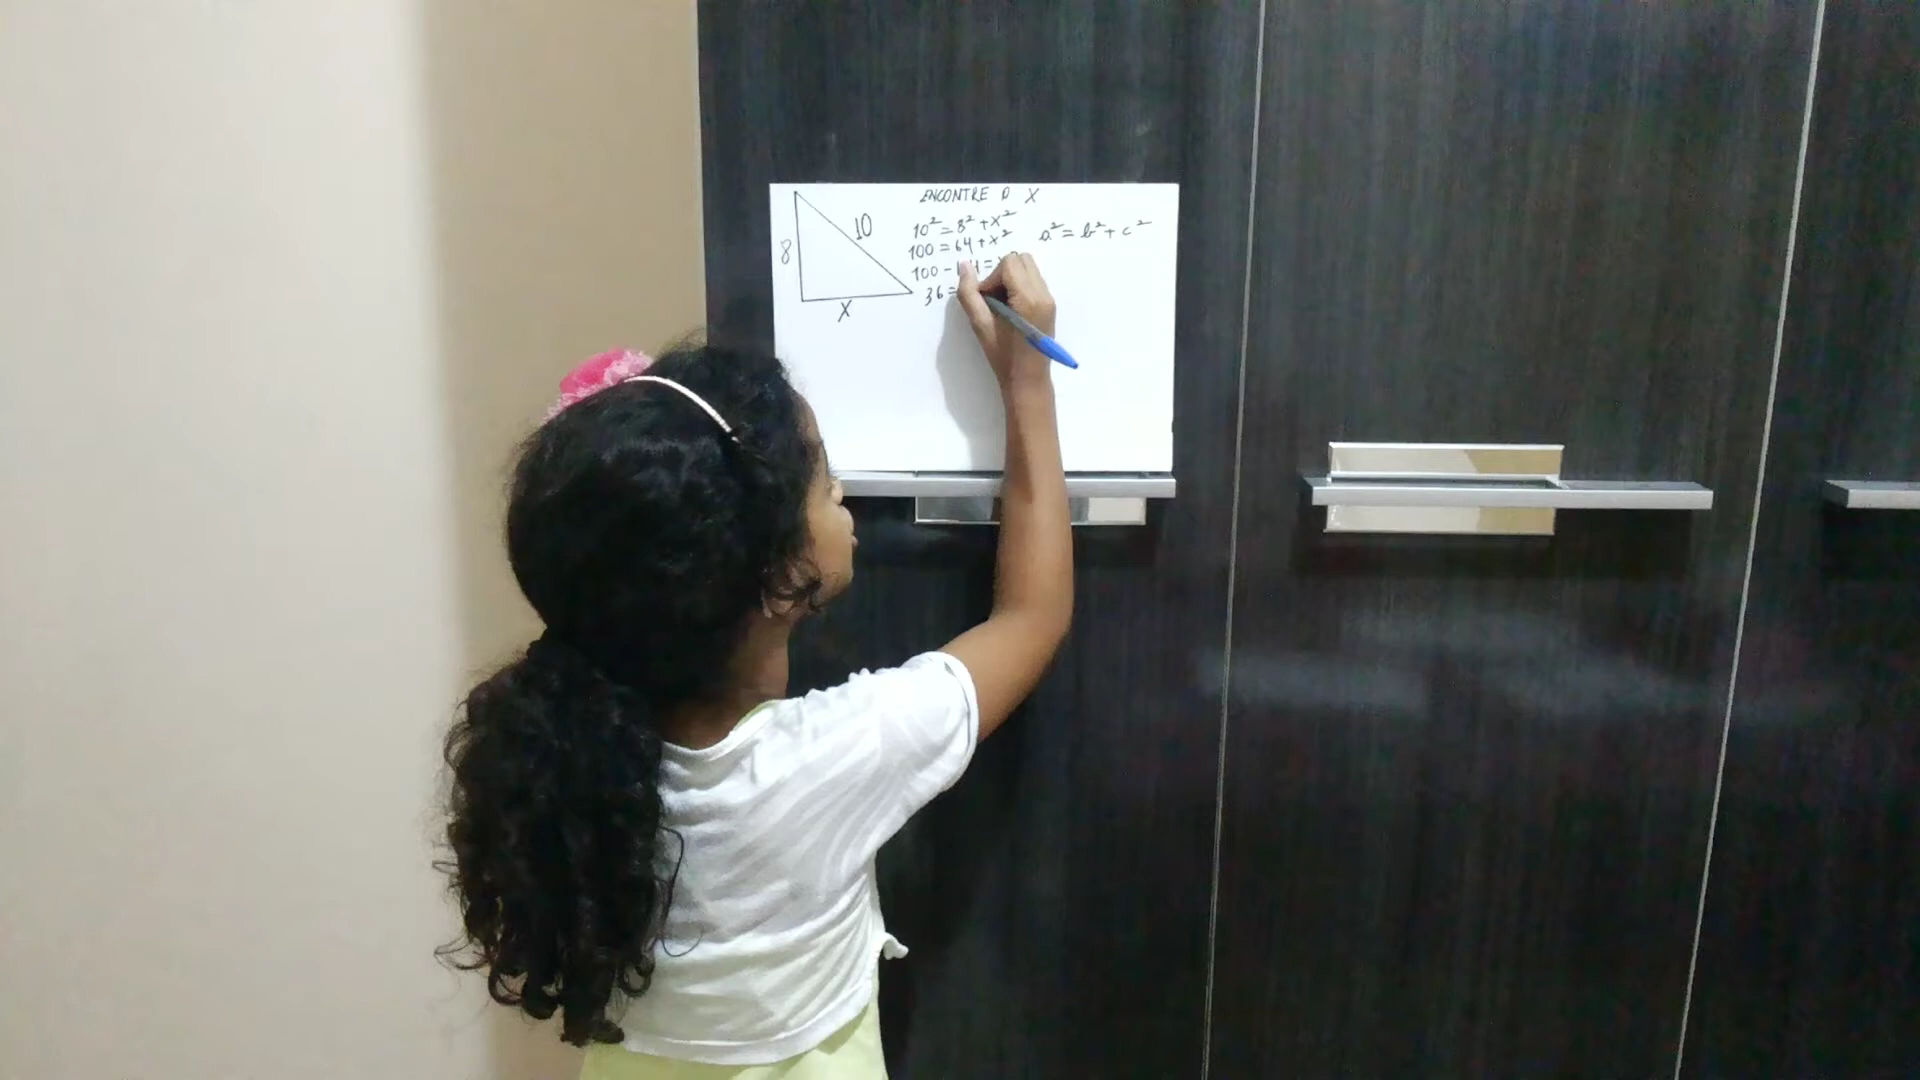 ENCONTRE O X
8
10
X
10² = 8² + x²
a² = b² + c²
100 = 64 + x²
100 -
36 =